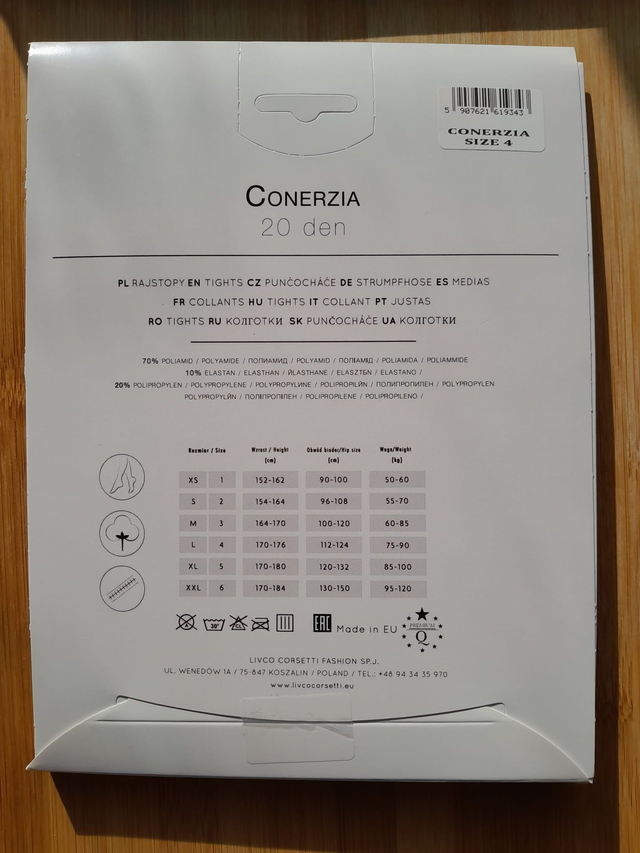 5 907621 619343
CONERZIA
SIZE 4
CONERZIA
20 den
PL RAJSTOPY EN TIGHTS CZ PUNČOCHÁČE DE STRUMPFHOSE ES MEDIAS
FR COLLANTS HU TIGHTS IT COLLANT PT JUSTAS
RO TIGHTS RU КОЛГОТКИ SK PUNČOCHÁČE UA КОЛГОТКИ
70% POLIAMID / POLYAMIDE / ПОЛИАМИД / POLYAMID / ПОЛІАМІД / POLIAMIDA / POLIAMMIDE
10% ELASTAN / ELASTHAN / ELASTANO /
20% POLIPROPYLEN / POLYPROPYLENE / POLYPROPYLINE / / ПОЛИПРОПИЛЕН / POLYPROPYLEN
/ ПОЛІПРОПІЛЕН / POLIPROPILENE / POLIPROPILENO /
Rozmiar / Size Wzrost / Height Obwód bioder/Hip size Waga/Weight
(cm) (cm) (kg)
XS 1 152-162 90-100 50-60
S 2 154-164 96-108 55-70
M 3 164-170 100-120 60-85
L 4 170-176 112-124 75-90
XL 5 170-180 120-132 85-100
XXL 6 170-184 130-150 95-120
30° CL EAC Made in EU PREMIUM Q
LIVCO CORSETTI FASHION SP.J.
UL. WENEDÓW 1A / 75-847 KOSZALIN / POLAND / TEL.: +48 94 34 35 970
www.livcocorsetti.eu